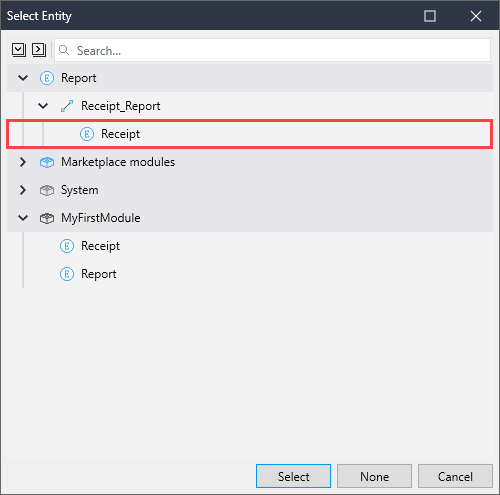 Select Entity
Search...
E Report
Receipt_Report
E Receipt
Marketplace modules
System
MyFirstModule
E Receipt
E Report
Select None Cancel